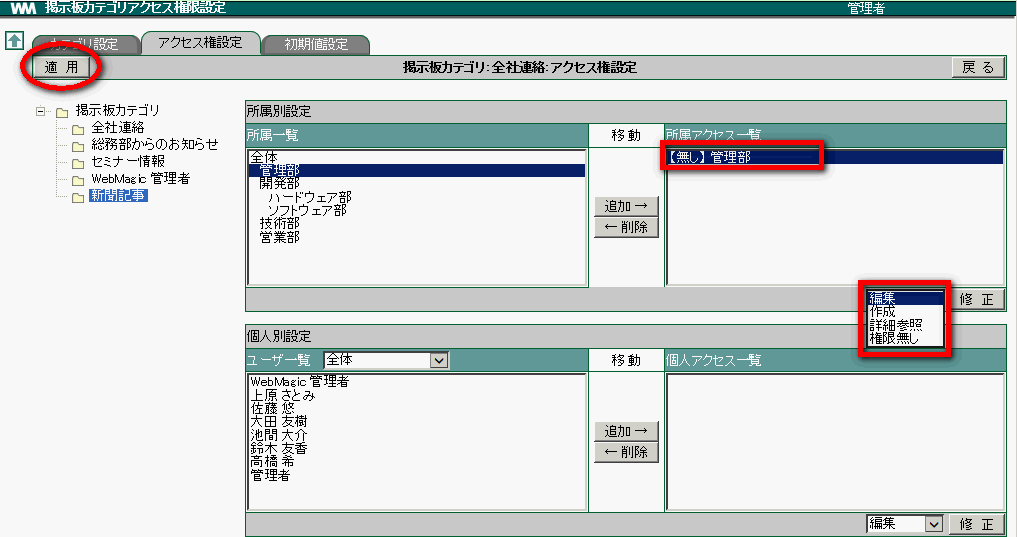 WM 掲示板カテゴリアクセス権限設定 管理者
カテゴリ設定 アクセス権設定 初期値設定
適 用 掲示板カテゴリ:全社連絡:アクセス権設定 戻 る
掲示板カテゴリ
全社連絡
総務部からのお知らせ
セミナー情報
WebMagic 管理者
新聞記事
所属別設定
所属一覧 移 動 所属アクセス一覧
全体
管理部
開発部
ハードウェア部
ソフトウェア部
技術部
営業部
追加→
←削除
【無し】管理部
編集
作成
詳細参照
権限無し
修 正
個人別設定
ユーザ一覧 全体 移 動 個人アクセス一覧
WebMagic 管理者
上原 さとみ
佐藤 悠
大田 友樹
池間 大介
鈴木 友香
高橋 希
管理者
追加→
←削除
編集 修 正